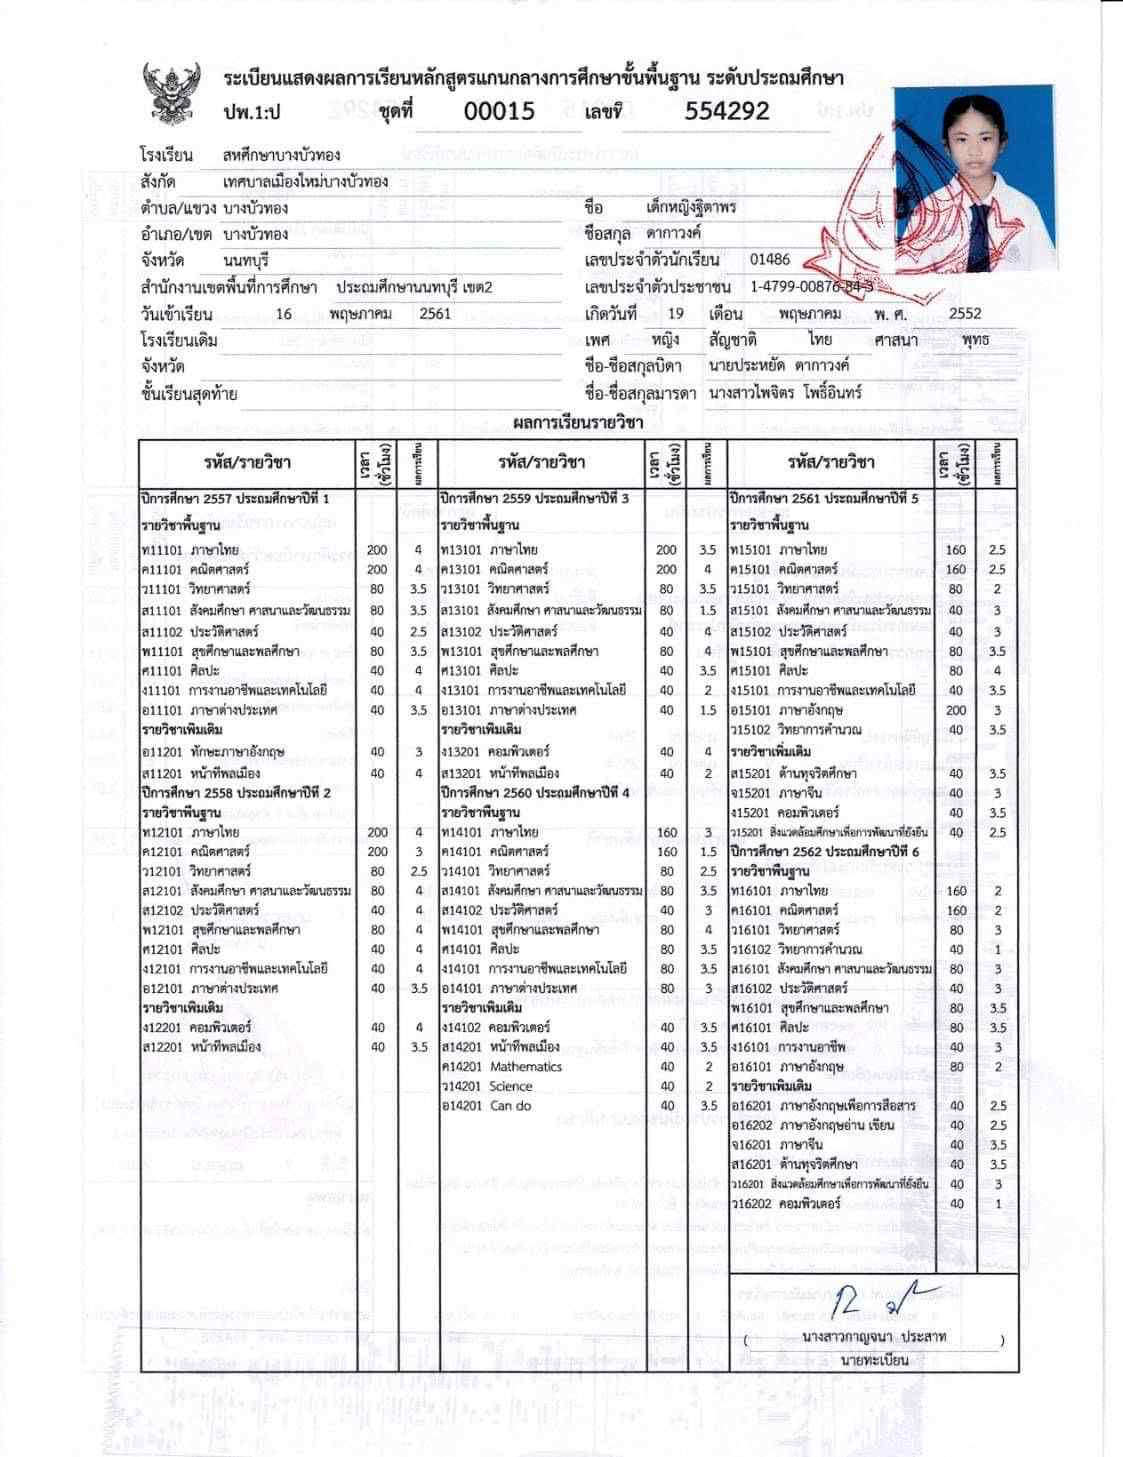 ระเบียนแสดงผลการเรียนหลักสูตรแกนกลางการศึกษาขั้นพื้นฐาน ระดับประถมศึกษา
ปพ.1:ป ชุดที่ 00015 เลขที่ 554292
โรงเรียน สหศึกษาบางบัวทอง
สังกัด เทศบาลเมืองใหม่บางบัวทอง
ตำบล/แขวง บางบัวทอง ชื่อ เด็กหญิงฐิตาพร
อำเภอ/เขต บางบัวทอง ชื่อสกุล ดากาวงค์
จังหวัด นนทบุรี เลขประจำตัวนักเรียน 01486
สำนักงานเขตพื้นที่การศึกษา ประถมศึกษานนทบุรี เขต2 เลขประจำตัวประชาชน 1-4799-00876-84-3
วันเข้าเรียน 16 พฤษภาคม 2561 เกิดวันที่ 19 เดือน พฤษภาคม พ. ศ. 2552
โรงเรียนเดิม เพศ หญิง สัญชาติ ไทย ศาสนา พุทธ
จังหวัด ชื่อ-ชื่อสกุลบิดา นายประหยัด ดากาวงค์
ชั้นเรียนสุดท้าย ชื่อ-ชื่อสกุลมารดา นางสาวไพจิตร โพธิ์อินทร์
ผลการเรียนรายวิชา
รหัส/รายวิชา เวลา (ชั่วโมง) ผลการเรียน รหัส/รายวิชา เวลา (ชั่วโมง) ผลการเรียน รหัส/รายวิชา เวลา (ชั่วโมง) ผลการเรียน
ปีการศึกษา 2557 ประถมศึกษาปีที่ 1
รายวิชาพื้นฐาน
ท11101 ภาษาไทย 200 4
ค11101 คณิตศาสตร์ 200 4
ว11101 วิทยาศาสตร์ 80 3.5
ส11101 สังคมศึกษา ศาสนาและวัฒนธรรม 80 3.5
ส11102 ประวัติศาสตร์ 40 2.5
พ11101 สุขศึกษาและพลศึกษา 80 3.5
ศ11101 ศิลปะ 40 4
ง11101 การงานอาชีพและเทคโนโลยี 40 4
อ11101 ภาษาต่างประเทศ 40 3.5
รายวิชาเพิ่มเติม
อ11201 ทักษะภาษาอังกฤษ 40 3
ส11201 หน้าที่พลเมือง 40 4
ปีการศึกษา 2558 ประถมศึกษาปีที่ 2
รายวิชาพื้นฐาน
ท12101 ภาษาไทย 200 4
ค12101 คณิตศาสตร์ 200 3
ว12101 วิทยาศาสตร์ 80 2.5
ส12101 สังคมศึกษา ศาสนาและวัฒนธรรม 80 4
ส12102 ประวัติศาสตร์ 40 4
พ12101 สุขศึกษาและพลศึกษา 80 4
ศ12101 ศิลปะ 40 4
ง12101 การงานอาชีพและเทคโนโลยี 40 4
อ12101 ภาษาต่างประเทศ 40 3.5
รายวิชาเพิ่มเติม
ง12201 คอมพิวเตอร์ 40 4
ส12201 หน้าที่พลเมือง 40 3.5
ปีการศึกษา 2559 ประถมศึกษาปีที่ 3
รายวิชาพื้นฐาน
ท13101 ภาษาไทย 200 3.5
ค13101 คณิตศาสตร์ 200 4
ว13101 วิทยาศาสตร์ 80 3.5
ส13101 สังคมศึกษา ศาสนาและวัฒนธรรม 80 1.5
ส13102 ประวัติศาสตร์ 40 4
พ13101 สุขศึกษาและพลศึกษา 80 4
ศ13101 ศิลปะ 40 3.5
ง13101 การงานอาชีพและเทคโนโลยี 40 2
อ13101 ภาษาต่างประเทศ 40 1.5
รายวิชาเพิ่มเติม
ง13201 คอมพิวเตอร์ 40 4
ส13201 หน้าที่พลเมือง 40 2
ปีการศึกษา 2560 ประถมศึกษาปีที่ 4
รายวิชาพื้นฐาน
ท14101 ภาษาไทย 160 3
ค14101 คณิตศาสตร์ 160 1.5
ว14101 วิทยาศาสตร์ 80 2.5
ส14101 สังคมศึกษา ศาสนาและวัฒนธรรม 80 3.5
ส14102 ประวัติศาสตร์ 40 3
พ14101 สุขศึกษาและพลศึกษา 80 4
ศ14101 ศิลปะ 80 3.5
ง14101 การงานอาชีพและเทคโนโลยี 80 3.5
อ14101 ภาษาต่างประเทศ 80 3
รายวิชาเพิ่มเติม
ง14102 คอมพิวเตอร์ 40 3.5
ส14201 หน้าที่พลเมือง 40 3.5
ค14201 Mathematics 40 2
ว14201 Science 40 2
อ14201 Can do 40 3.5
ปีการศึกษา 2561 ประถมศึกษาปีที่ 5
รายวิชาพื้นฐาน
ท15101 ภาษาไทย 160 2.5
ค15101 คณิตศาสตร์ 160 2.5
ว15101 วิทยาศาสตร์ 80 2
ส15101 สังคมศึกษา ศาสนาและวัฒนธรรม 40 3
ส15102 ประวัติศาสตร์ 40 3
พ15101 สุขศึกษาและพลศึกษา 80 3.5
ศ15101 ศิลปะ 80 4
ง15101 การงานอาชีพและเทคโนโลยี 40 3.5
อ15101 ภาษาอังกฤษ 200 3
ว15102 วิทยาการคำนวณ 40 3.5
รายวิชาเพิ่มเติม
ส15201 ด้านทุจริตศึกษา 40 3.5
จ15201 ภาษาจีน 40 3
ง15201 คอมพิวเตอร์ 40 3.5
ว15201 สิ่งแวดล้อมศึกษาเพื่อการพัฒนาที่ยั่งยืน 40 2.5
ปีการศึกษา 2562 ประถมศึกษาปีที่ 6
รายวิชาพื้นฐาน
ท16101 ภาษาไทย 160 2
ค16101 คณิตศาสตร์ 160 2
ว16101 วิทยาศาสตร์ 80 3
ว16102 วิทยาการคำนวณ 40 1
ส16101 สังคมศึกษา ศาสนาและวัฒนธรรม 80 3
ส16102 ประวัติศาสตร์ 40 3
พ16101 สุขศึกษาและพลศึกษา 80 3.5
ศ16101 ศิลปะ 80 3.5
ง16101 การงานอาชีพ 40 3
อ16101 ภาษาอังกฤษ 80 2
รายวิชาเพิ่มเติม
อ16201 ภาษาอังกฤษเพื่อการสื่อสาร 40 2.5
อ16202 ภาษาอังกฤษอ่าน เขียน 40 2.5
จ16201 ภาษาจีน 40 3.5
ส16201 ด้านทุจริตศึกษา 40 3.5
ว16201 สิ่งแวดล้อมศึกษาเพื่อการพัฒนาที่ยั่งยืน 40 3
ว16202 คอมพิวเตอร์ 40 1
( นางสาวกาญจนา ประสาท )
นายทะเบียน